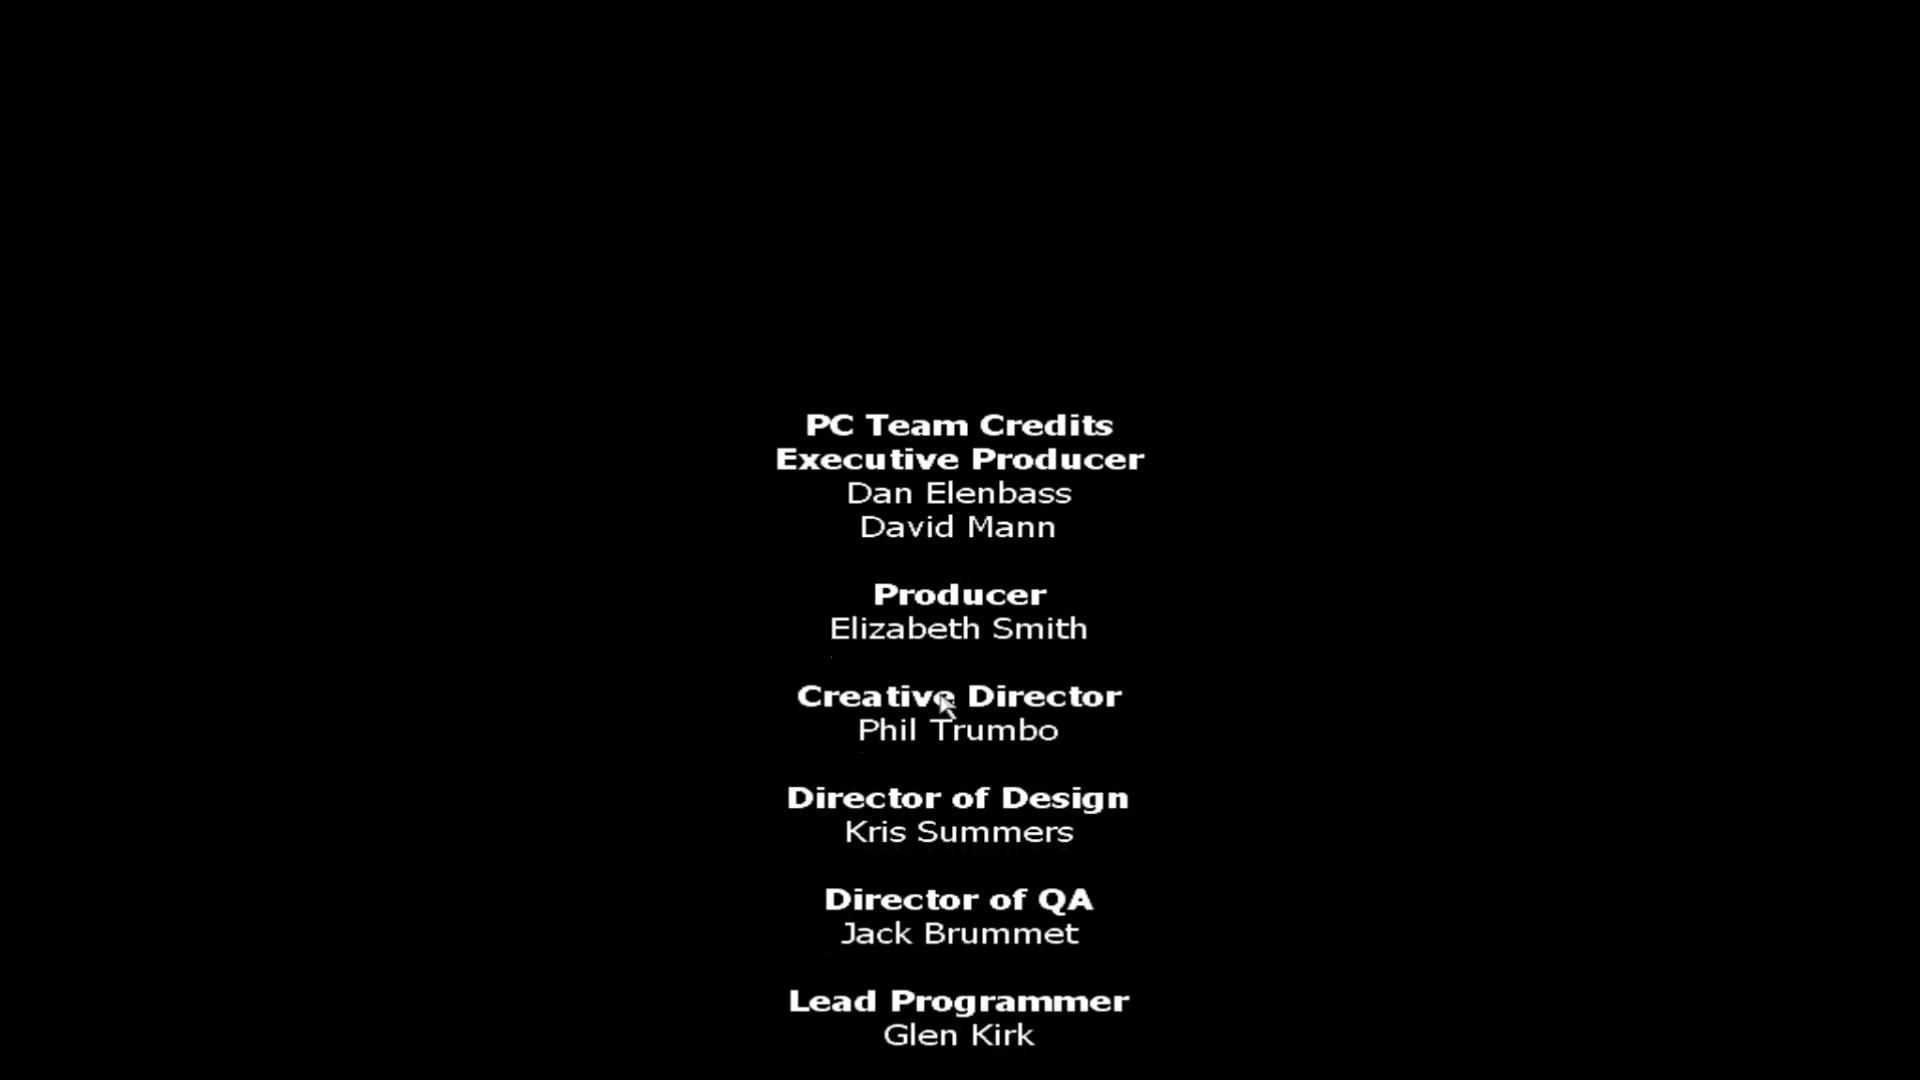 PC Team Credits
Executive Producer
Dan Elenbass
David Mann
Producer
Elizabeth Smith
Creative Director
Phil Trumbo
Director of Design
Kris Summers
Director of QA
Jack Brummet
Lead Programmer
Glen Kirk